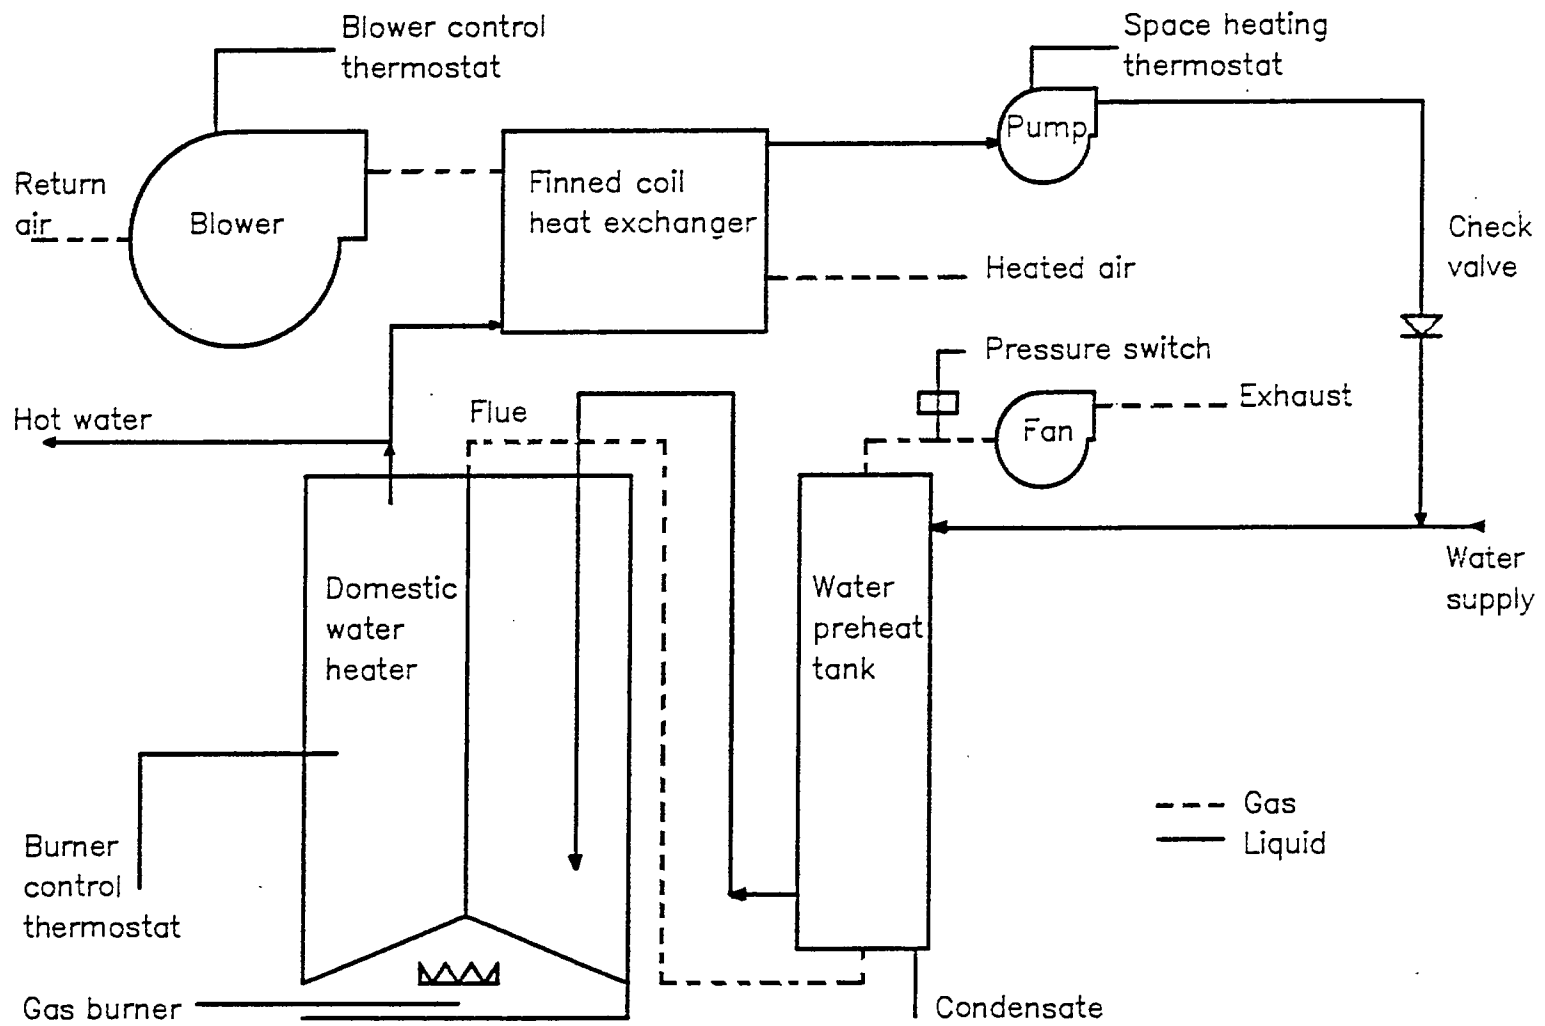 Blower control
thermostat
Space heating
thermostat
Pump
Return
air
Blower
Finned coil
heat exchanger
Check
valve
Heated air
Pressure switch
Exhaust
Hot water
Flue
Fan
Water
supply
Domestic
water
heater
Water
preheat
tank
Gas
Liquid
Burner
control
thermostat
Gas burner
Condensate